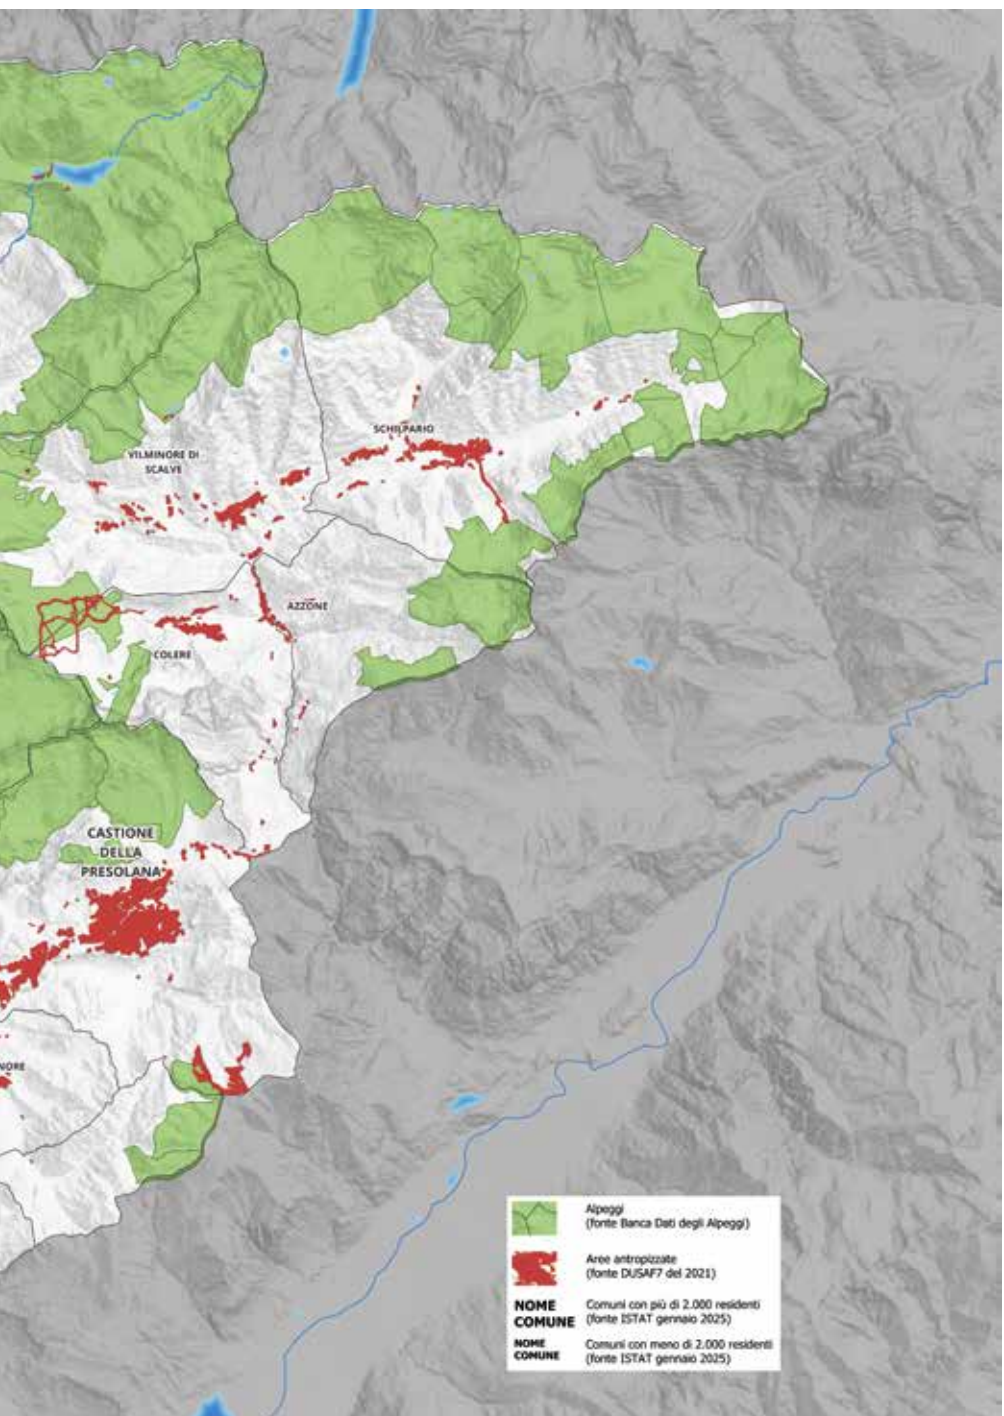 SCHILPARIO
VILMINORE DI
SCALVE
AZZONE
COLERE
CASTIONE
DELLA
PRESOLANA
NORE
Alpeggi
(fonte Banca Dati degli Alpeggi)
Aree antropizzate
(fonte DUSAF7 del 2021)
NOME
COMUNE
Comuni con più di 2.000 residenti
(fonte ISTAT gennaio 2025)
NOME
COMUNE
Comuni con meno di 2.000 residenti
(fonte ISTAT gennaio 2025)